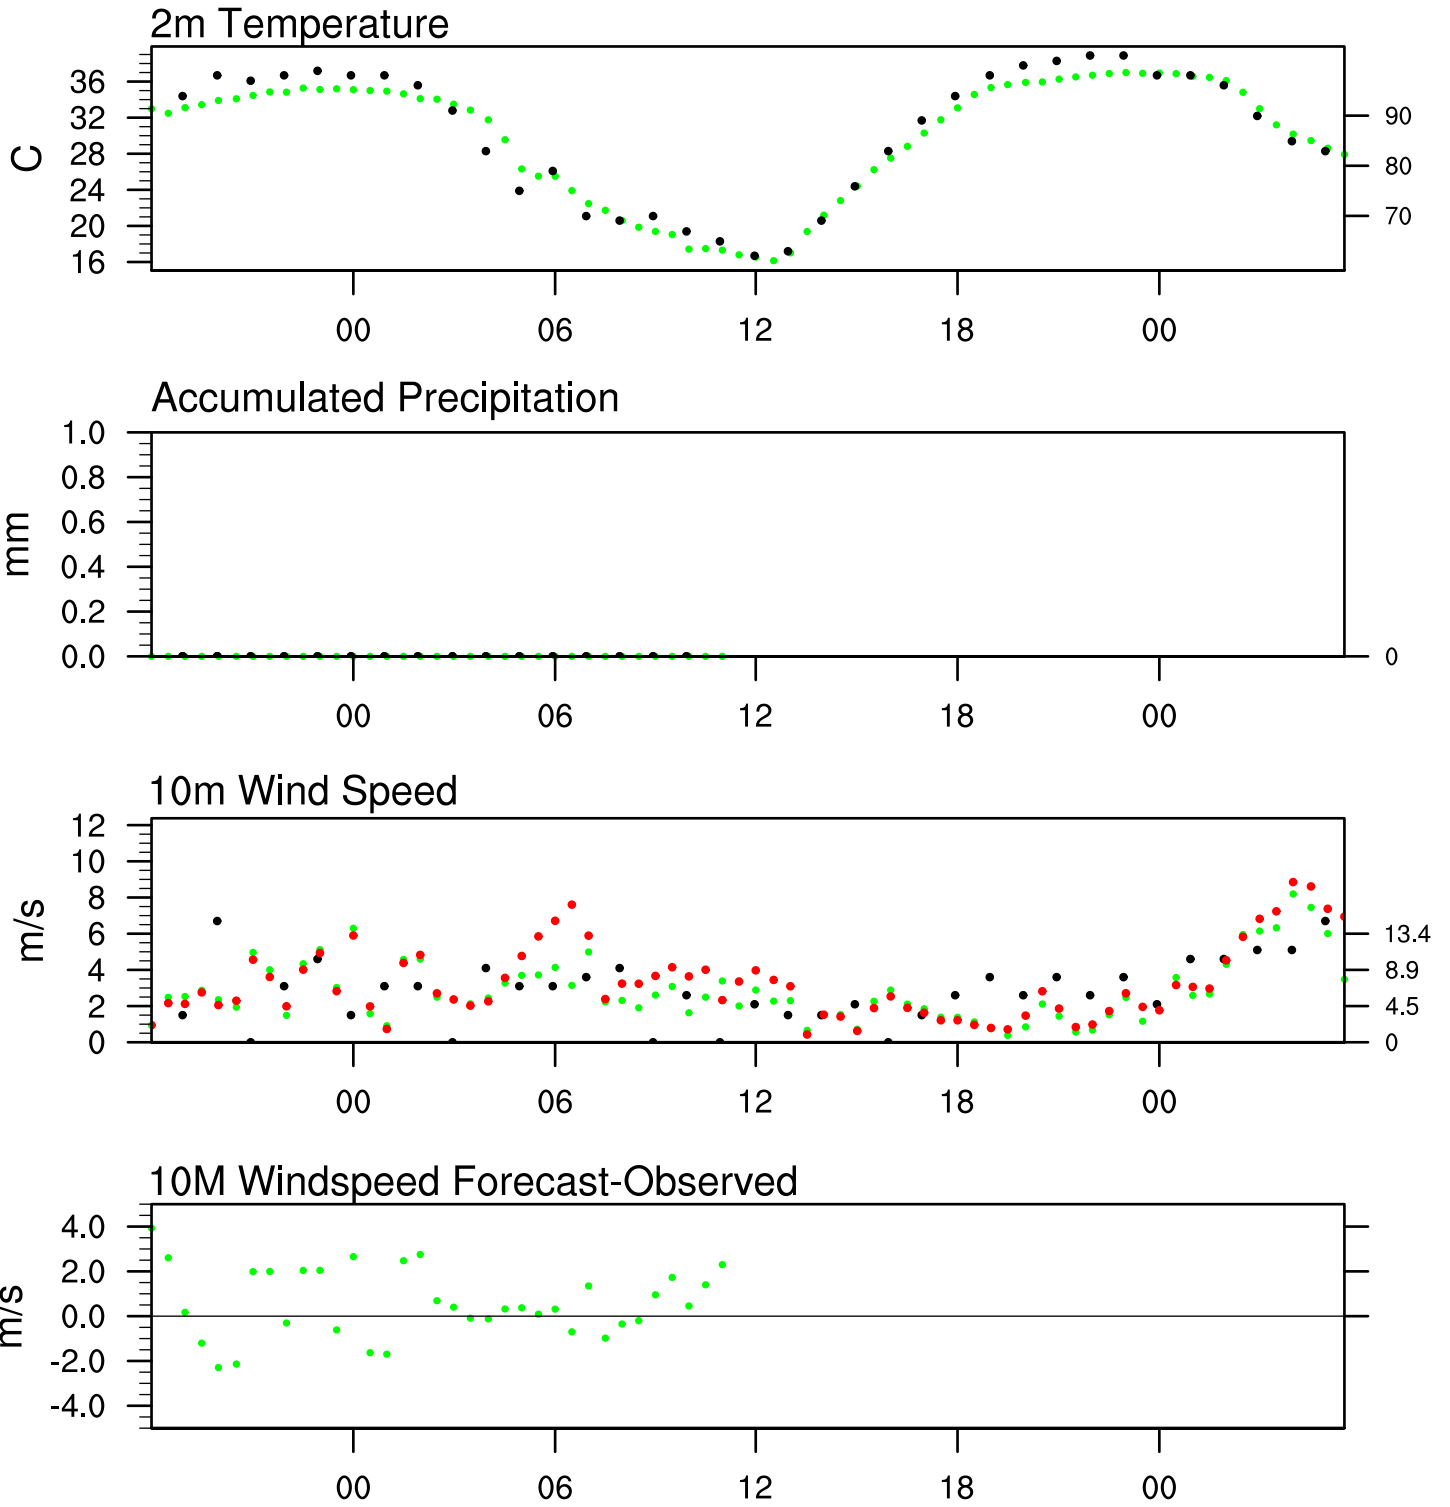 2m Temperature
C
36
32
28
24
20
16
90
80
70
00 06 12 18 00
Accumulated Precipitation
mm
1.0
0.8
0.6
0.4
0.2
0.0
0
00 06 12 18 00
10m Wind Speed
m/s
12
10
8
6
4
2
0
13.4
8.9
4.5
0
00 06 12 18 00
10M Windspeed Forecast-Observed
m/s
4.0
2.0
0.0
-2.0
-4.0
00 06 12 18 00